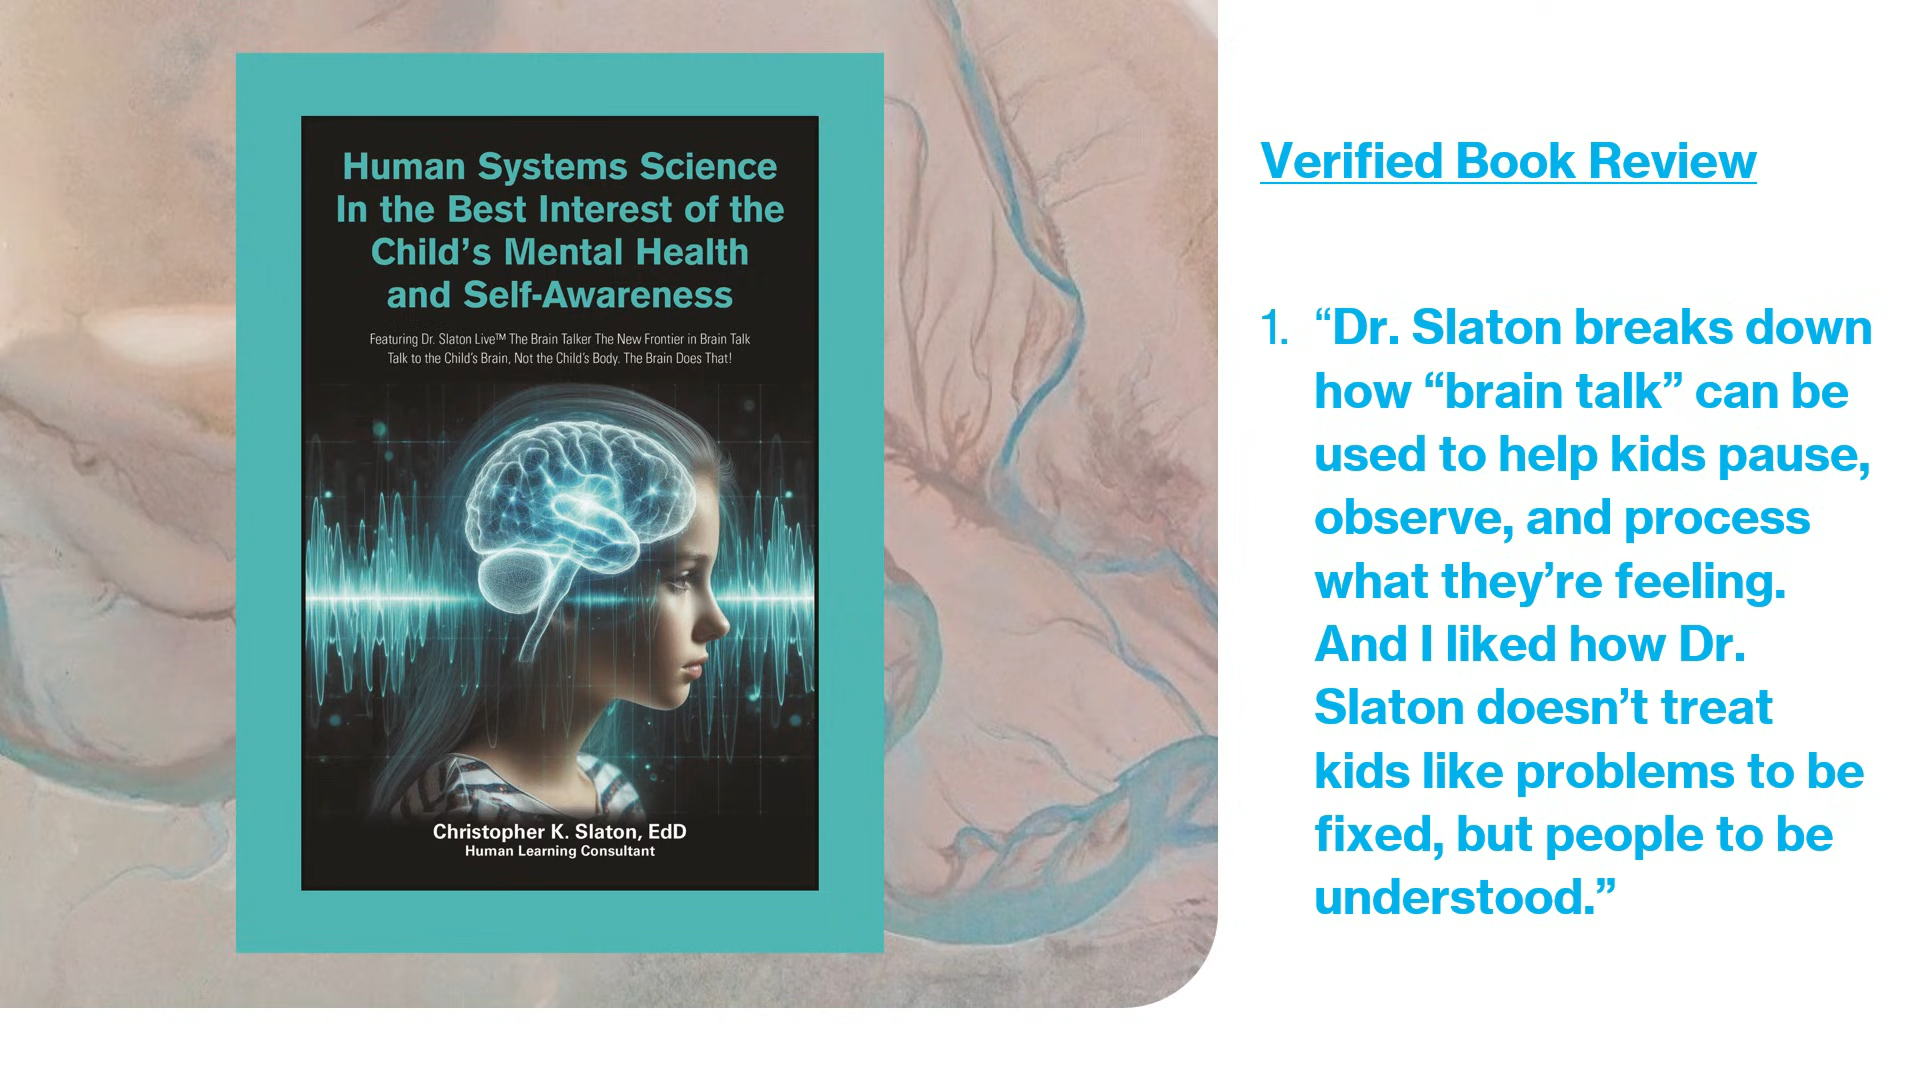 Human Systems Science
In the Best Interest of the
Child’s Mental Health
and Self-Awareness
Featuring Dr. Slaton Live™ The Brain Talker The New Frontier in Brain Talk
Talk to the Child’s Brain, Not the Child’s Body. The Brain Does That!
Christopher K. Slaton, EdD
Human Learning Consultant
Verified Book Review
1. “Dr. Slaton breaks down
how “brain talk” can be
used to help kids pause,
observe, and process
what they’re feeling.
And I liked how Dr.
Slaton doesn’t treat
kids like problems to be
fixed, but people to be
understood.”